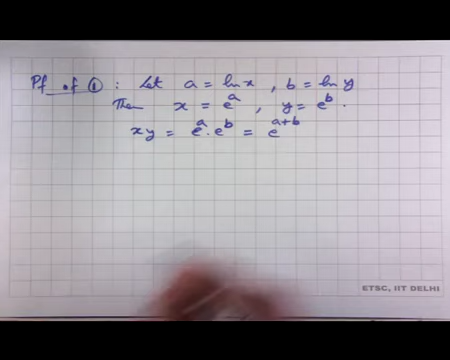 Pf of ① : Let a = ln x , b = ln y
Then x = e^a , y = e^b .
xy = e^a . e^b = e^{a+b}
ETSC, IIT DELHI